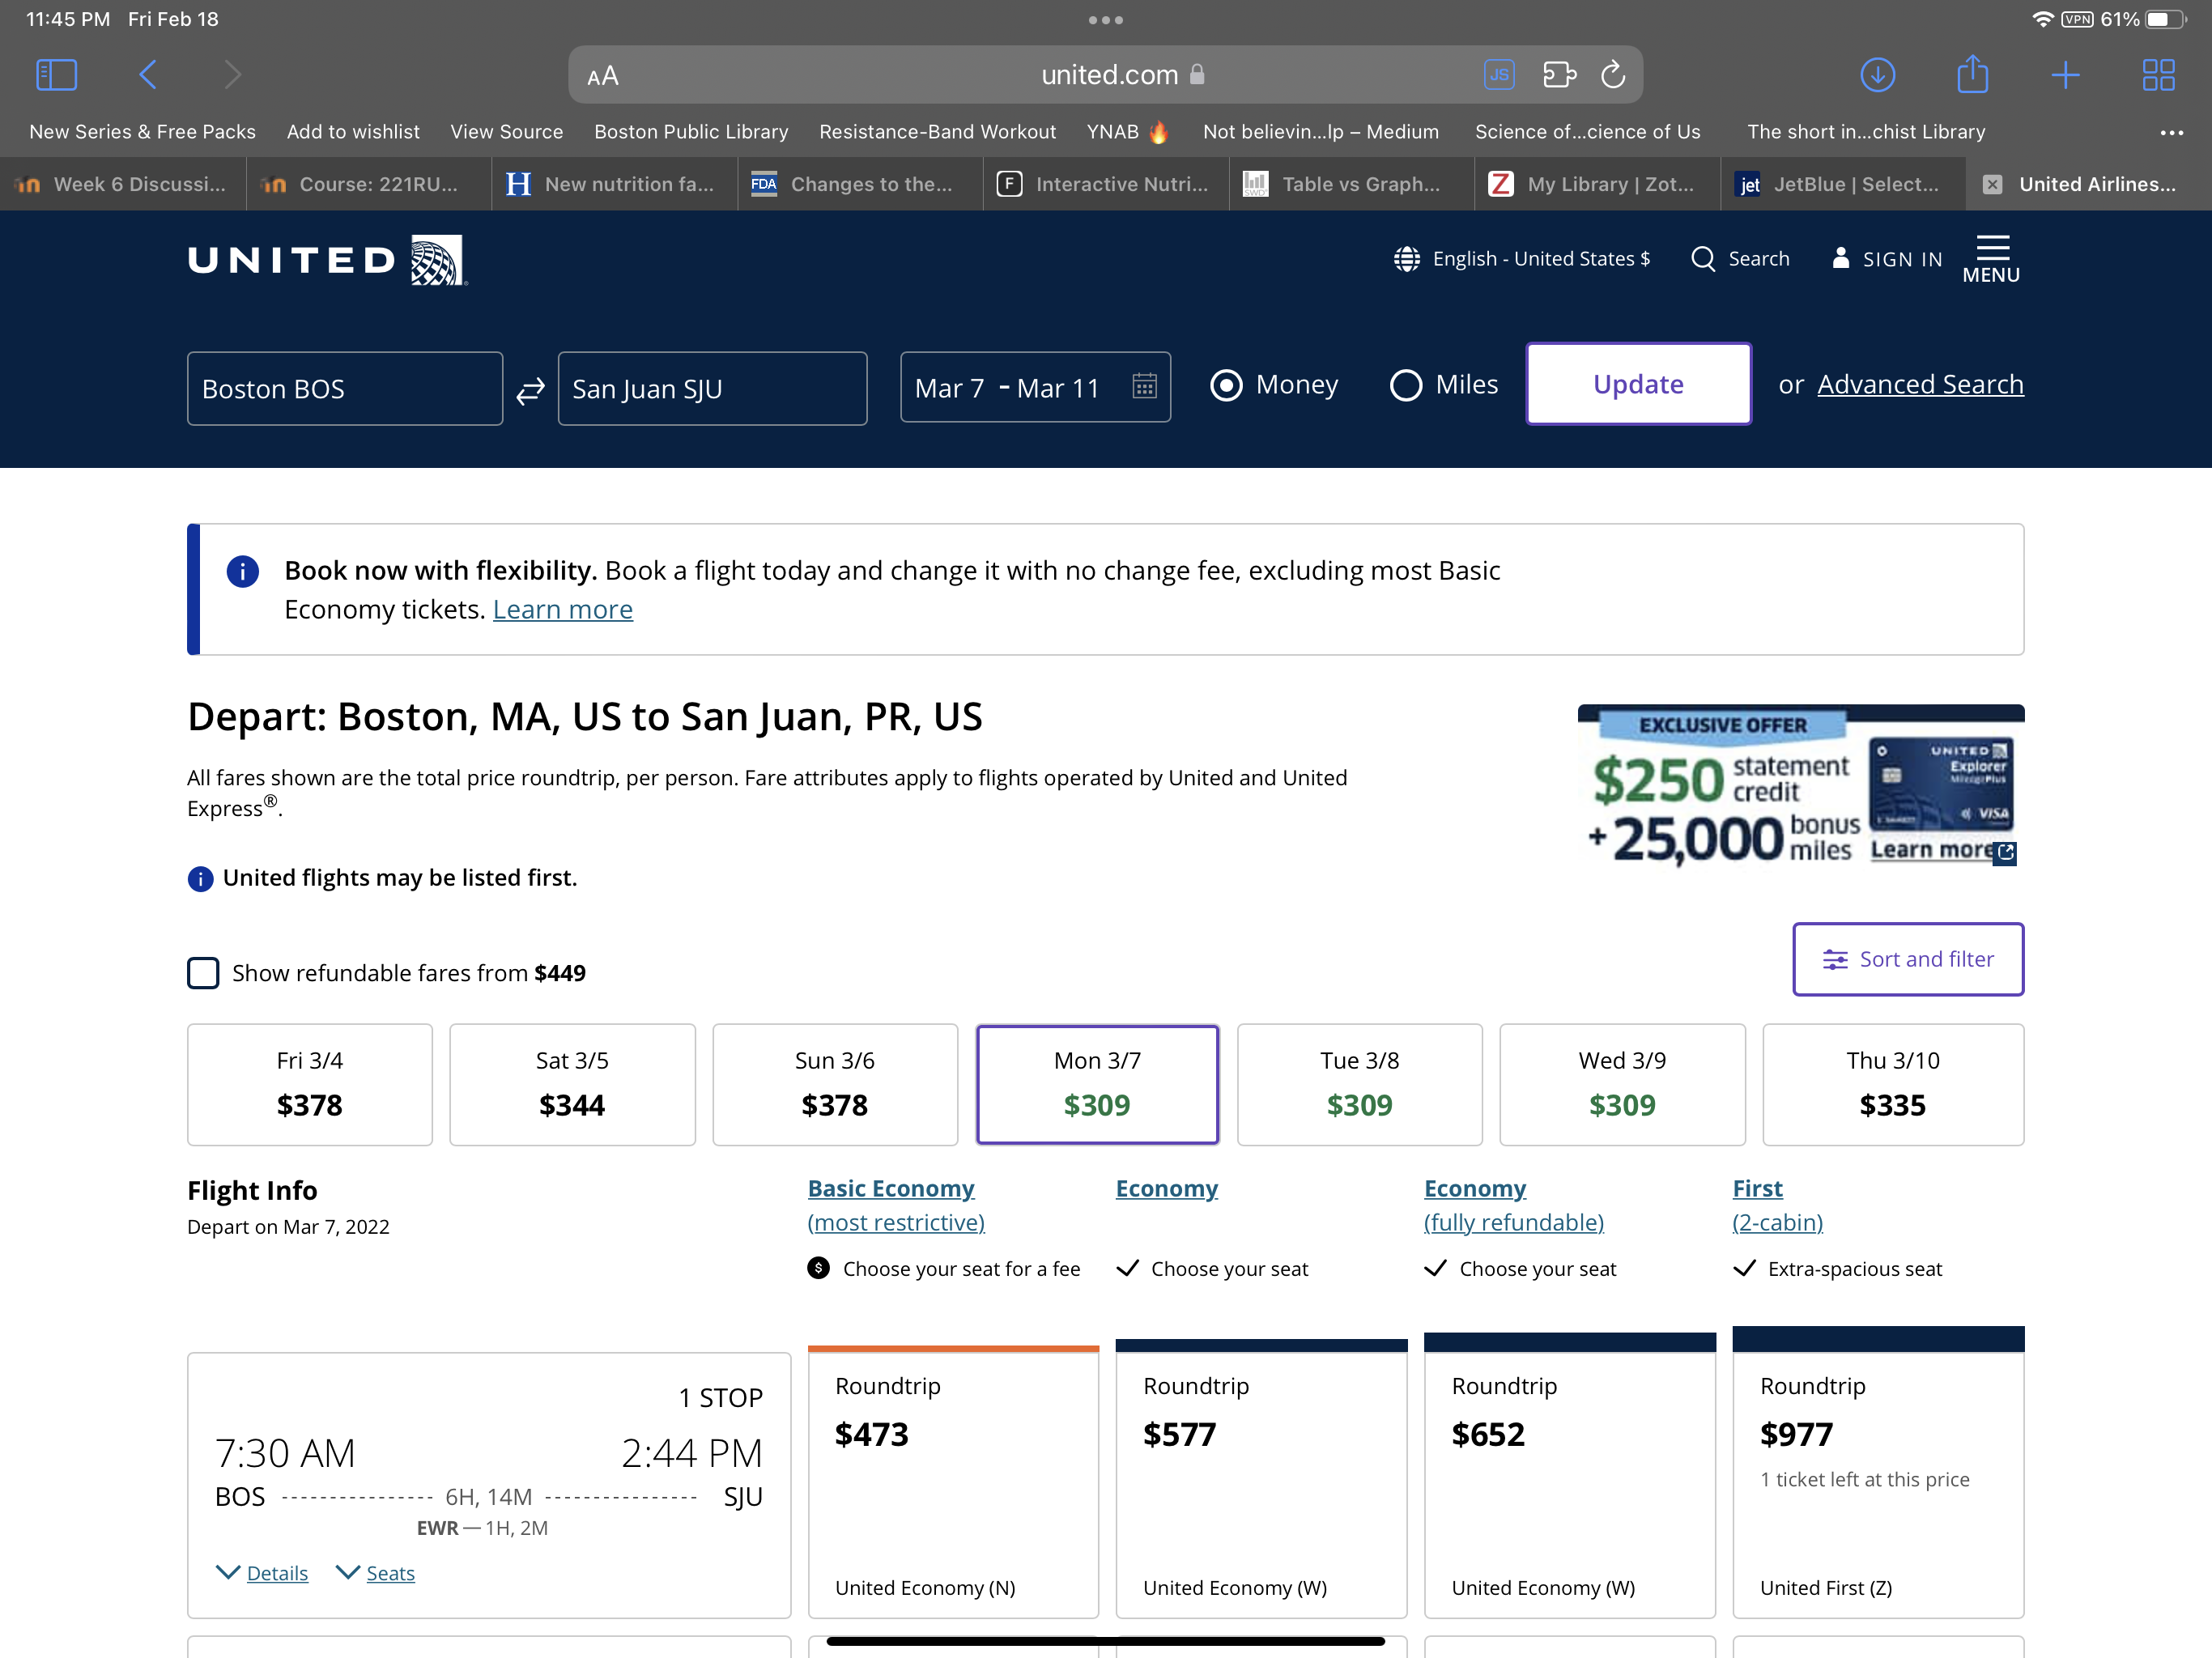 11:45 PM Fri Feb 18
VPN 61%
AA united.com JS
New Series & Free Packs Add to wishlist View Source Boston Public Library Resistance-Band Workout YNAB 🔥 Not believin...lp – Medium Science of...cience of Us The short in...chist Library
Week 6 Discussi... Course: 221RU... H New nutrition fa... FDA Changes to the... F Interactive Nutri... SWD Table vs Graph... Z My Library | Zot... jet JetBlue | Select... United Airlines...
UNITED
English - United States $ Search SIGN IN MENU
Boston BOS San Juan SJU Mar 7 - Mar 11 Money Miles Update or Advanced Search
Book now with flexibility. Book a flight today and change it with no change fee, excluding most Basic
Economy tickets. Learn more
Depart: Boston, MA, US to San Juan, PR, US
All fares shown are the total price roundtrip, per person. Fare attributes apply to flights operated by United and United
Express®.
United flights may be listed first.
EXCLUSIVE OFFER
$250 statement credit
+25,000 bonus miles
UNITED
Explorer
MileagePlus
VISA
Learn more
Show refundable fares from $449
Sort and filter
Fri 3/4 Sat 3/5 Sun 3/6 Mon 3/7 Tue 3/8 Wed 3/9 Thu 3/10
$378 $344 $378 $309 $309 $309 $335
Flight Info
Depart on Mar 7, 2022
Basic Economy Economy Economy First
(most restrictive) (fully refundable) (2-cabin)
$ Choose your seat for a fee Choose your seat Choose your seat Extra-spacious seat
1 STOP
7:30 AM 2:44 PM
BOS 6H, 14M SJU
EWR — 1H, 2M
Details Seats
Roundtrip
$473
United Economy (N)
Roundtrip
$577
United Economy (W)
Roundtrip
$652
United Economy (W)
Roundtrip
$977
1 ticket left at this price
United First (Z)